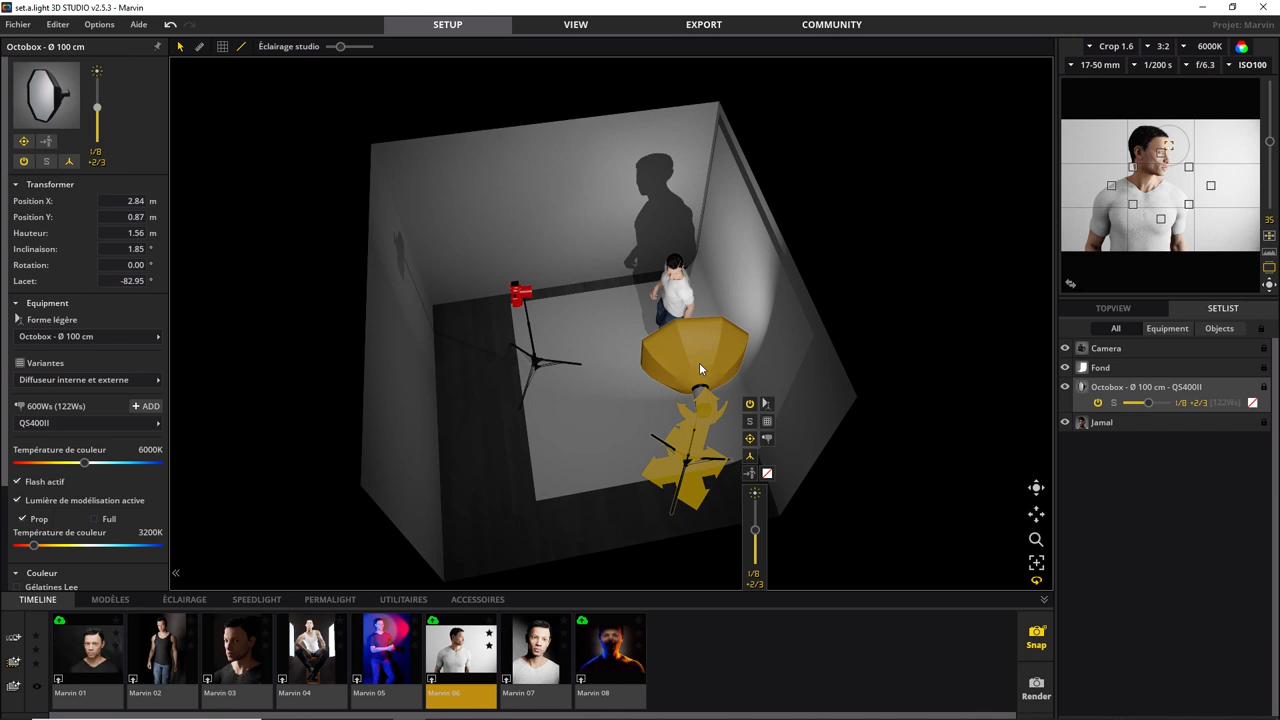 set.a.light 3D STUDIO v2.5.3 - Marvin
Fichier Editer Options Aide
SETUP VIEW EXPORT COMMUNITY
Projet: Marvin
Octobox - Ø 100 cm
Éclairage studio
Crop 1.6 3:2 6000K
17-50 mm 1/200 s f/6.3 ISO100
1/8
+2/3
S
Transformer
Position X: 2.84 m
Position Y: 0.87 m
Hauteur: 1.56 m
Inclinaison: 1.85 °
Rotation: 0.00 °
Lacet: -82.95 °
Equipment
Forme légère
Octobox - Ø 100 cm
Variantes
Diffuseur interne et externe
600Ws (122Ws) + ADD
QS400II
Température de couleur 6000K
Flash actif
Lumière de modélisation active
Prop Full
Température de couleur 3200K
Couleur
Gélatines Lee
S
1/8
+2/3
35
TOPVIEW SETLIST
All Equipment Objects
Camera
Fond
Octobox - Ø 100 cm - QS400II
S 1/8 +2/3 (122Ws)
Jamal
TIMELINE MODÈLES ÉCLAIRAGE SPEEDLIGHT PERMALIGHT UTILITAIRES ACCESSOIRES
Marvin 01 Marvin 02 Marvin 03 Marvin 04 Marvin 05 Marvin 06 Marvin 07 Marvin 08
Snap
Render